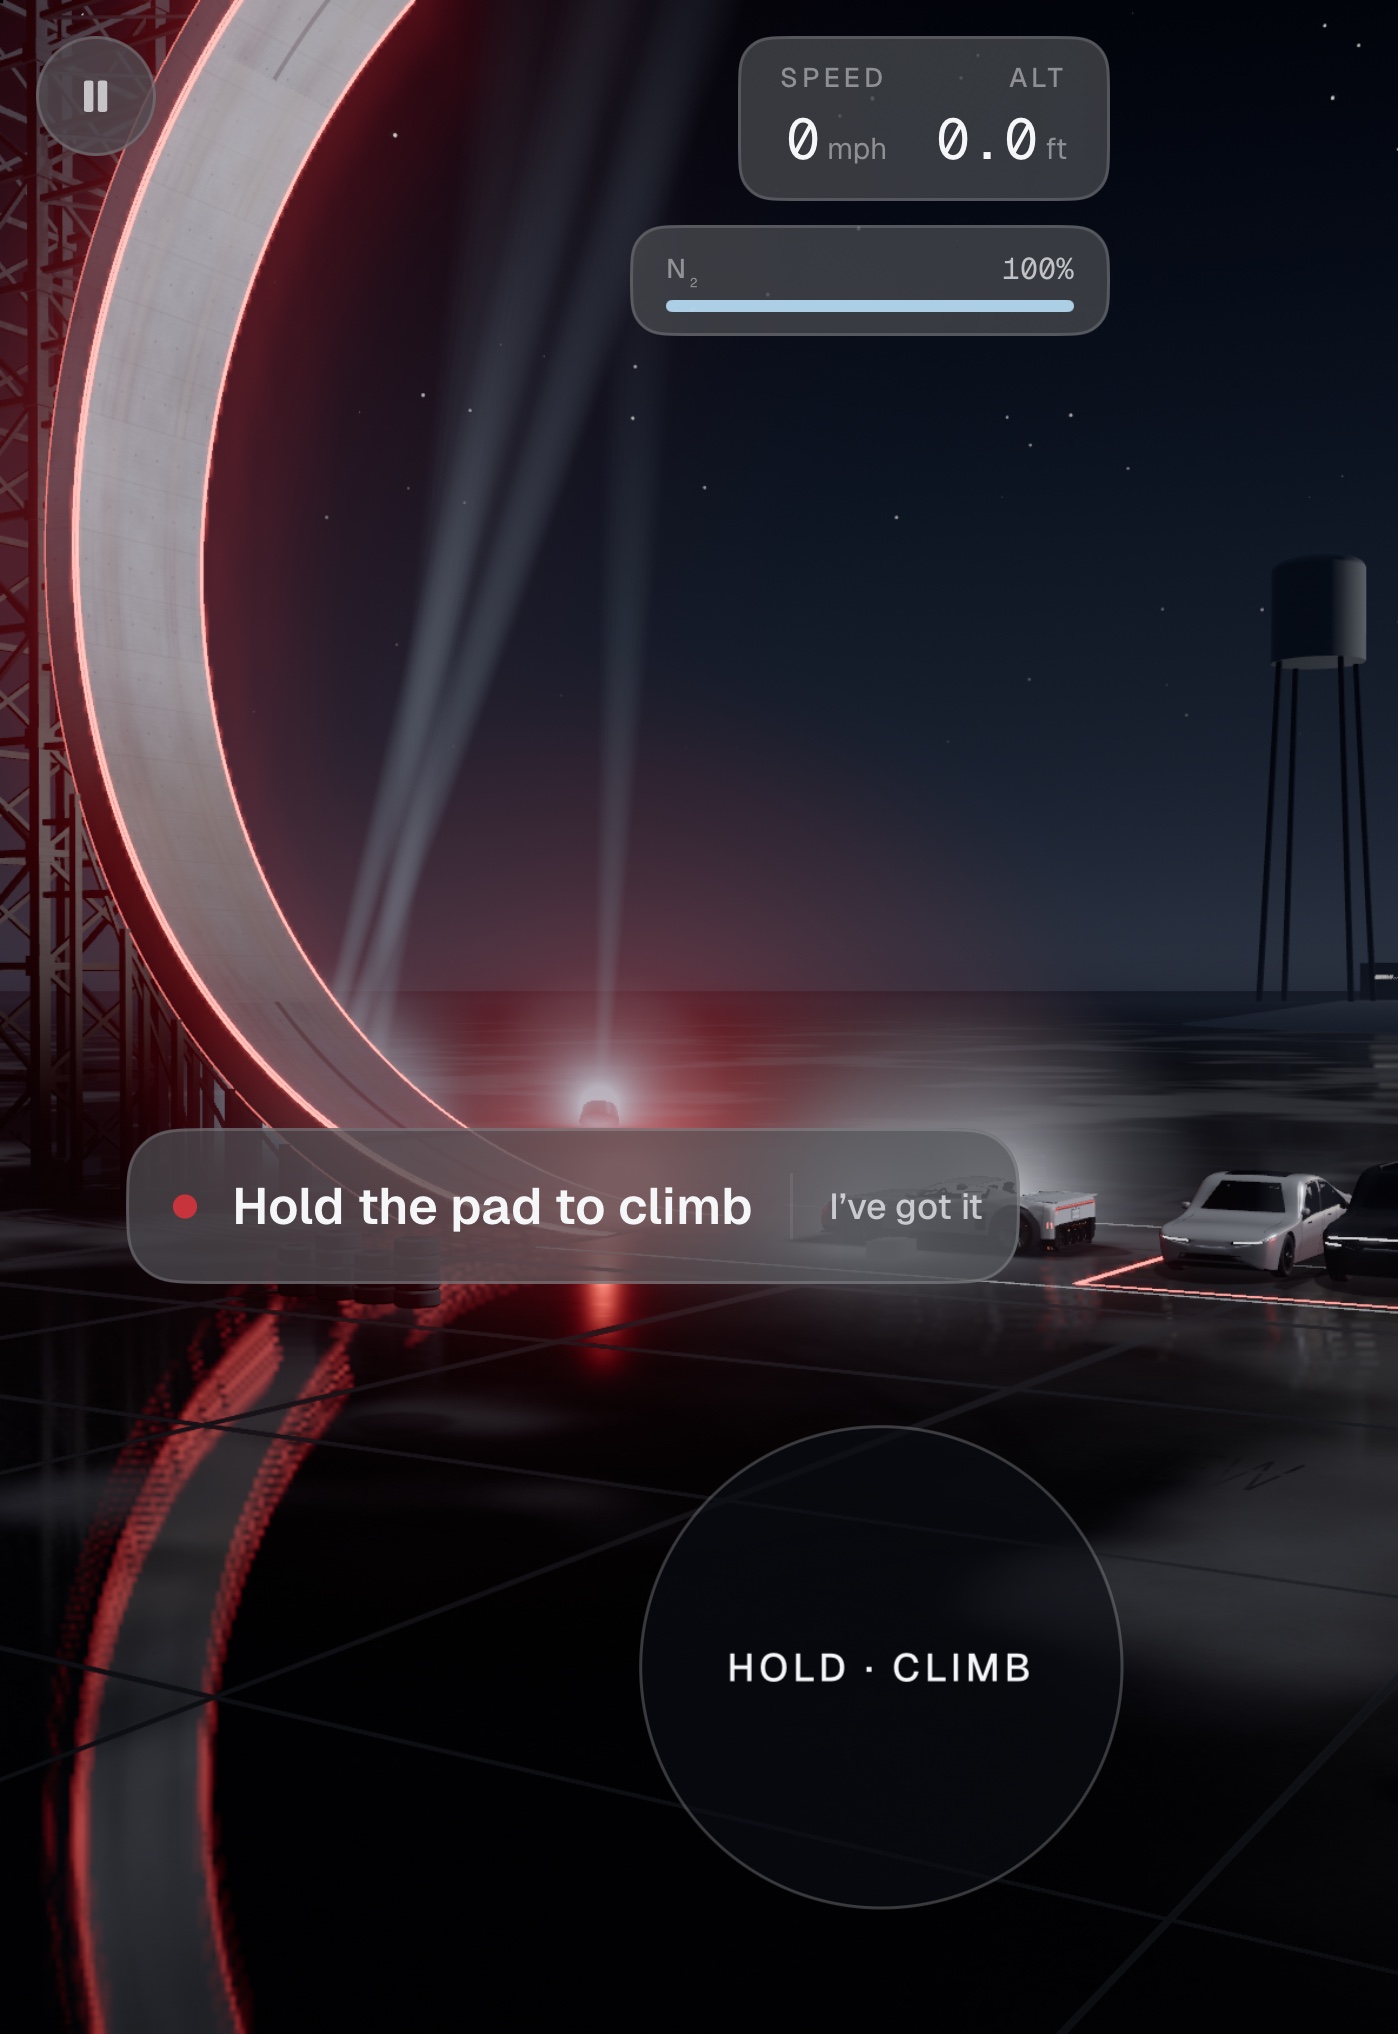 SPEED ALT
0 mph 0.0 ft
N₂ 100%
Hold the pad to climb I’ve got it
HOLD · CLIMB